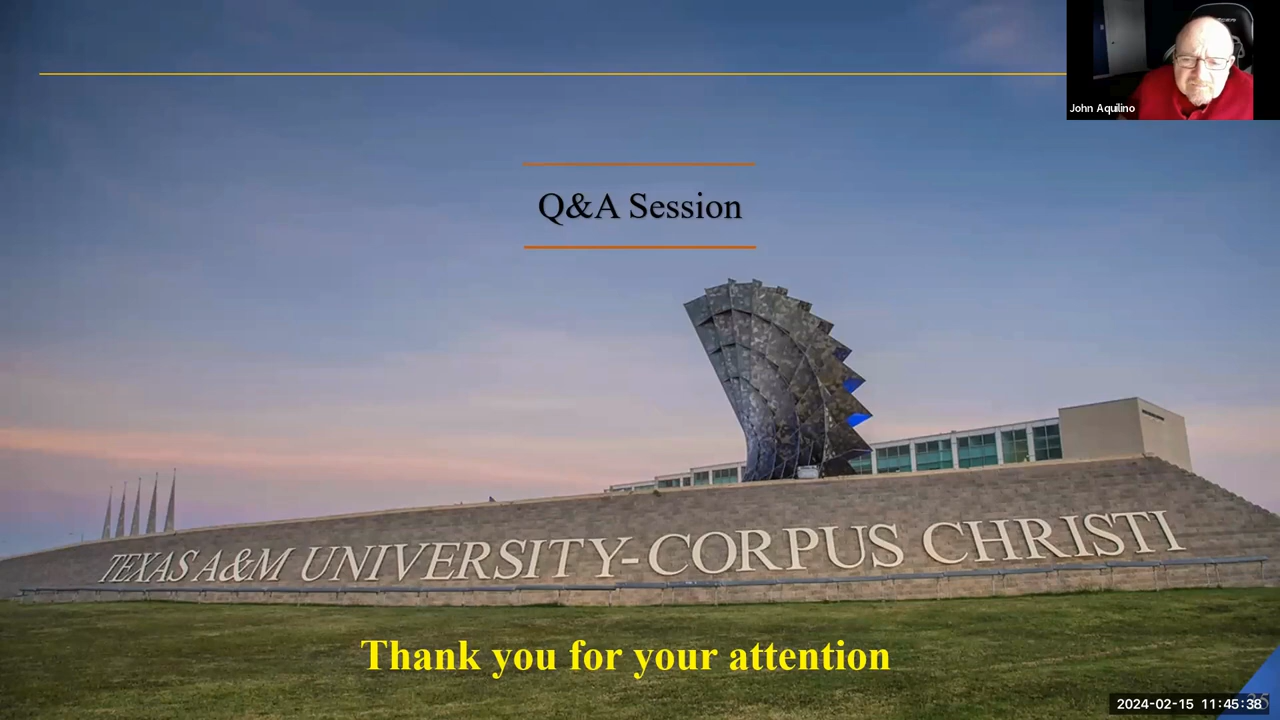 John Aquilino
Q&A Session
TEXAS A&M UNIVERSITY-CORPUS CHRISTI
Thank you for your attention
2024-02-15 11:45:38